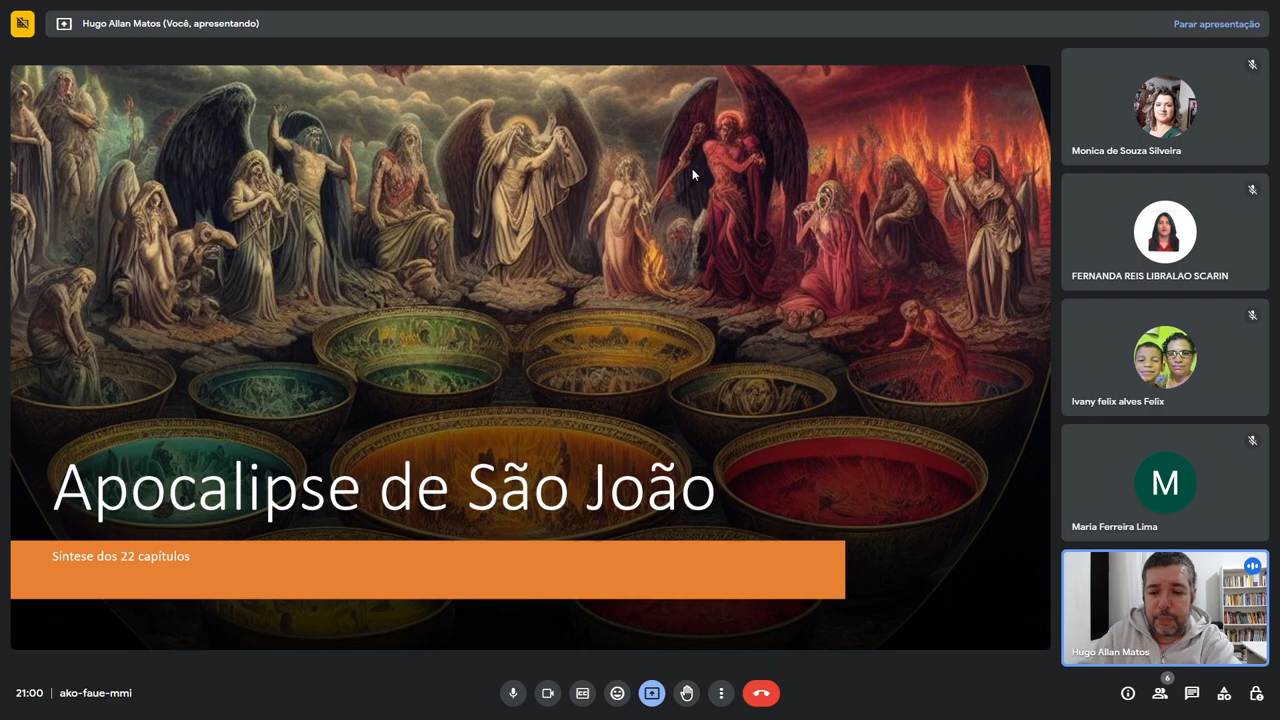 Hugo Allan Matos (Você, apresentando)
Parar apresentação
Monica de Souza Silveira
FERNANDA REIS LIBRALAO SCARIN
Ivany felix alves Felix
M
Maria Ferreira Lima
Hugo Allan Matos
Apocalipse de São João
Síntese dos 22 capítulos
21:00 | ako-faue-mmi
CC
6